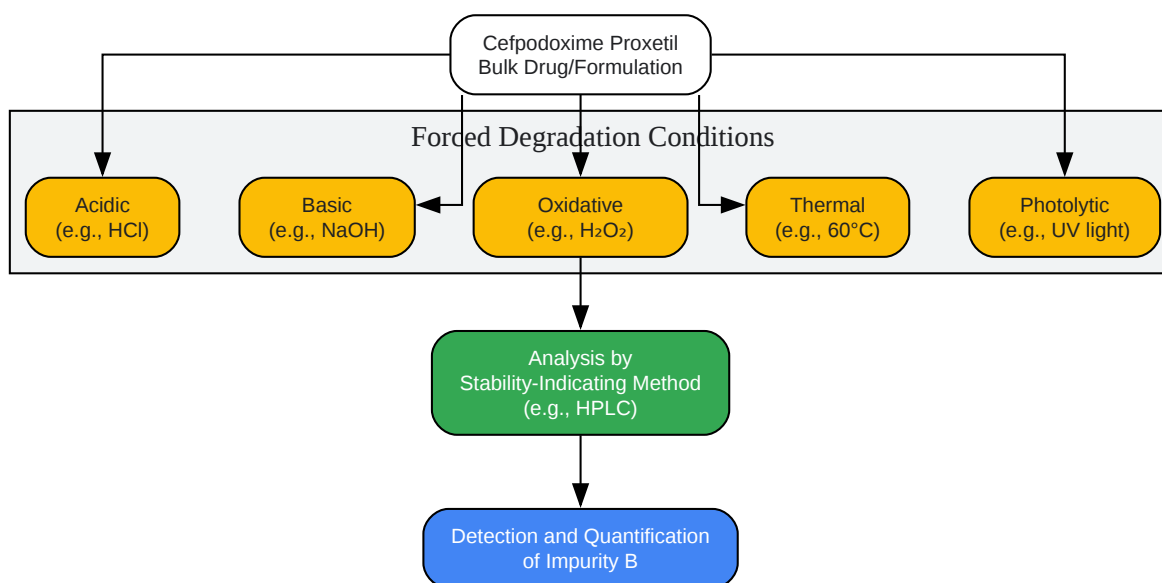 Cefpodoxime Proxetil
Bulk Drug/Formulation
Forced Degradation Conditions
Acidic
(e.g., HCl)
Basic
(e.g., NaOH)
Oxidative
(e.g., H₂O₂)
Thermal
(e.g., 60°C)
Photolytic
(e.g., UV light)
Analysis by
Stability-Indicating Method
(e.g., HPLC)
Detection and Quantification
of Impurity B